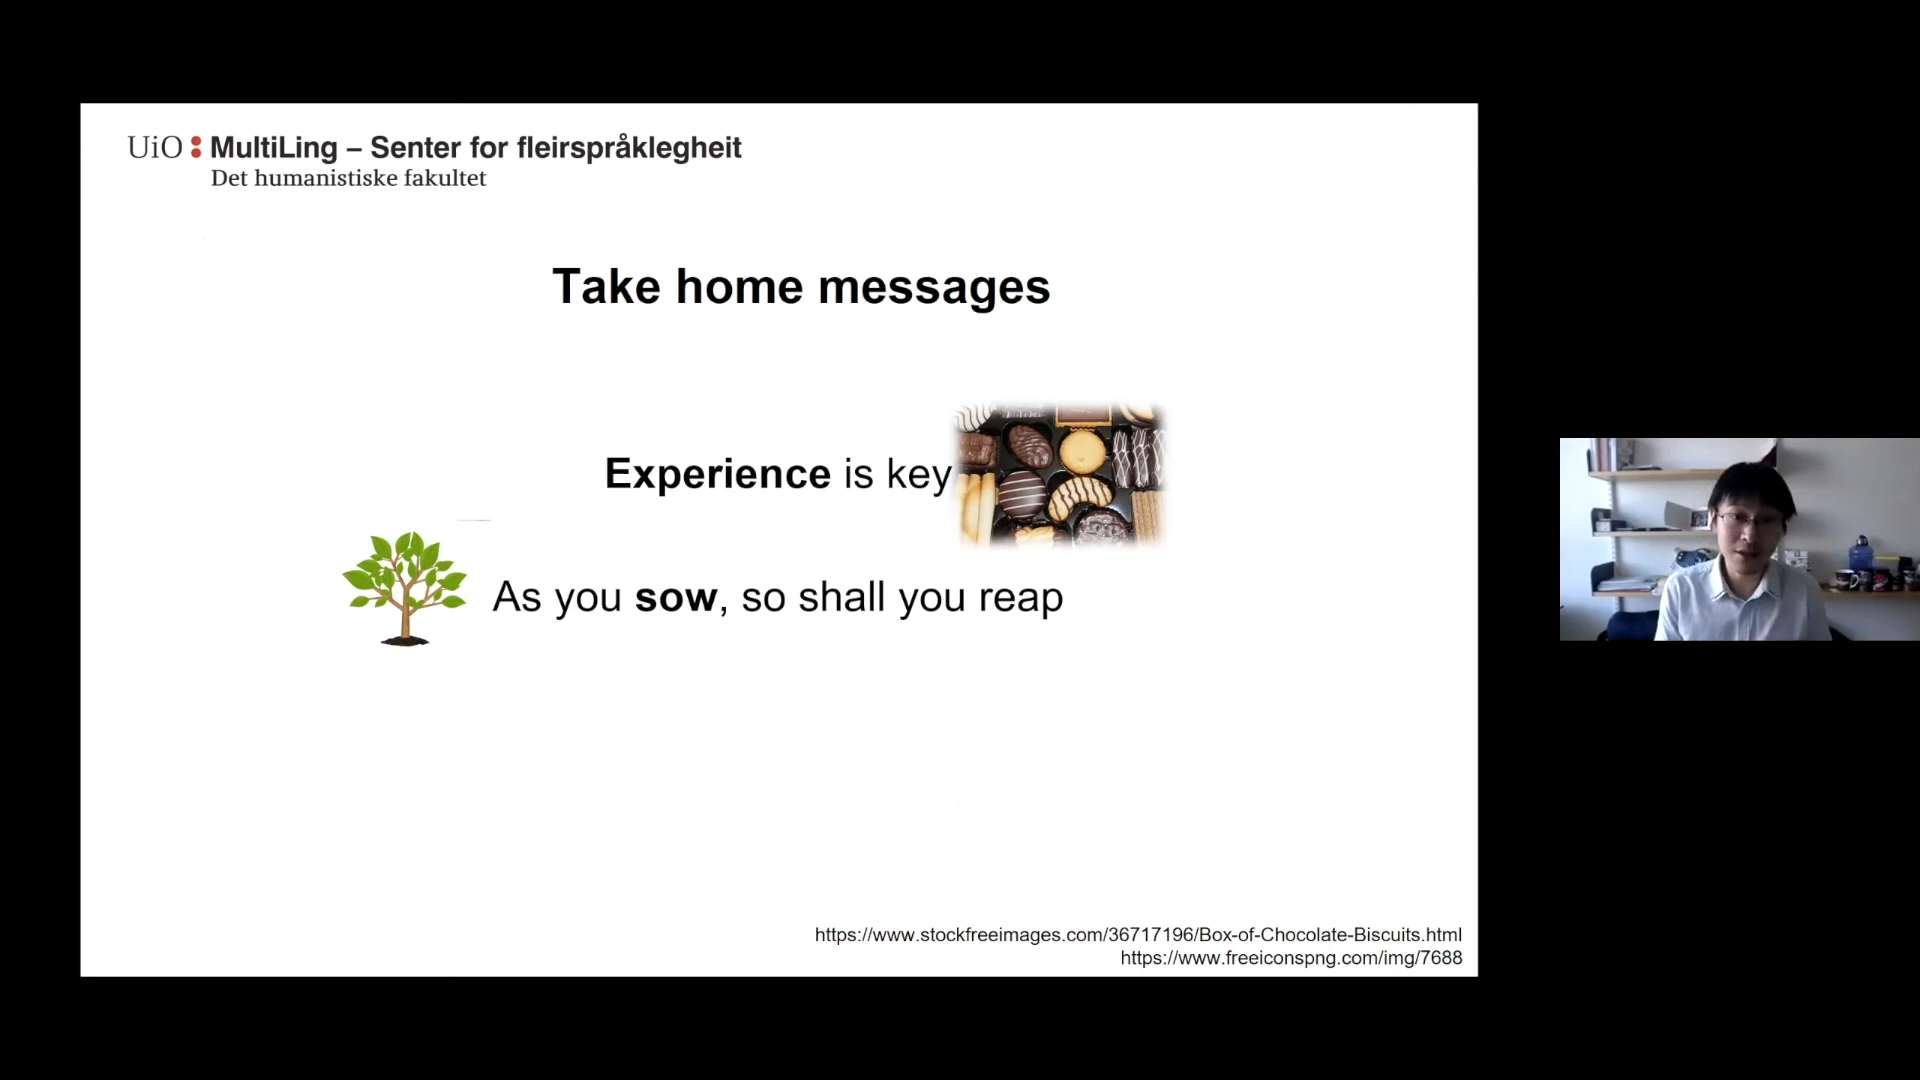 UiO : MultiLing – Senter for fleirspråklegheit
Det humanistiske fakultet
Take home messages
Experience is key
As you sow, so shall you reap
https://www.stockfreeimages.com/36717196/Box-of-Chocolate-Biscuits.html
https://www.freeiconspng.com/img/7688